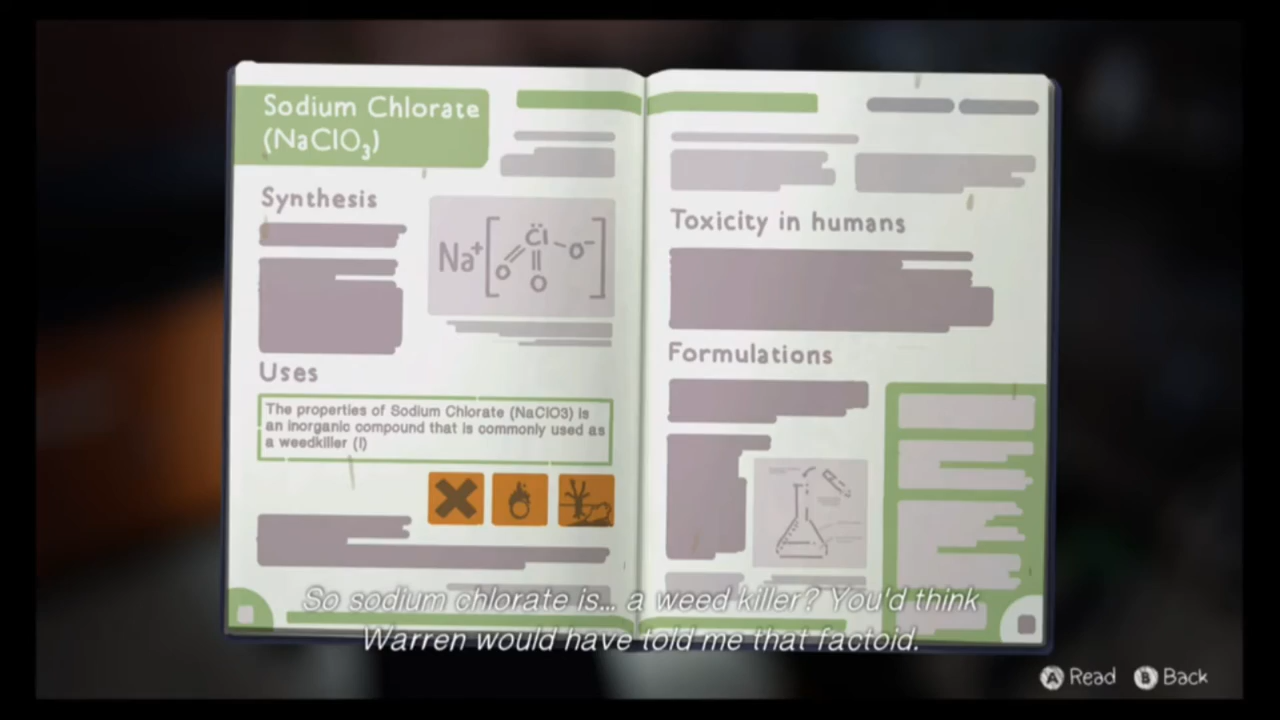 Sodium Chlorate
(NaClO3)
Synthesis
Na+ [ O Cl O- O ]
Uses
The properties of Sodium Chlorate (NaClO3) is
an inorganic compound that is commonly used as
a weedkiller (I)
Toxicity in humans
Formulations
So sodium chlorate is... a weed killer? You'd think
Warren would have told me that factoid.
A Read B Back